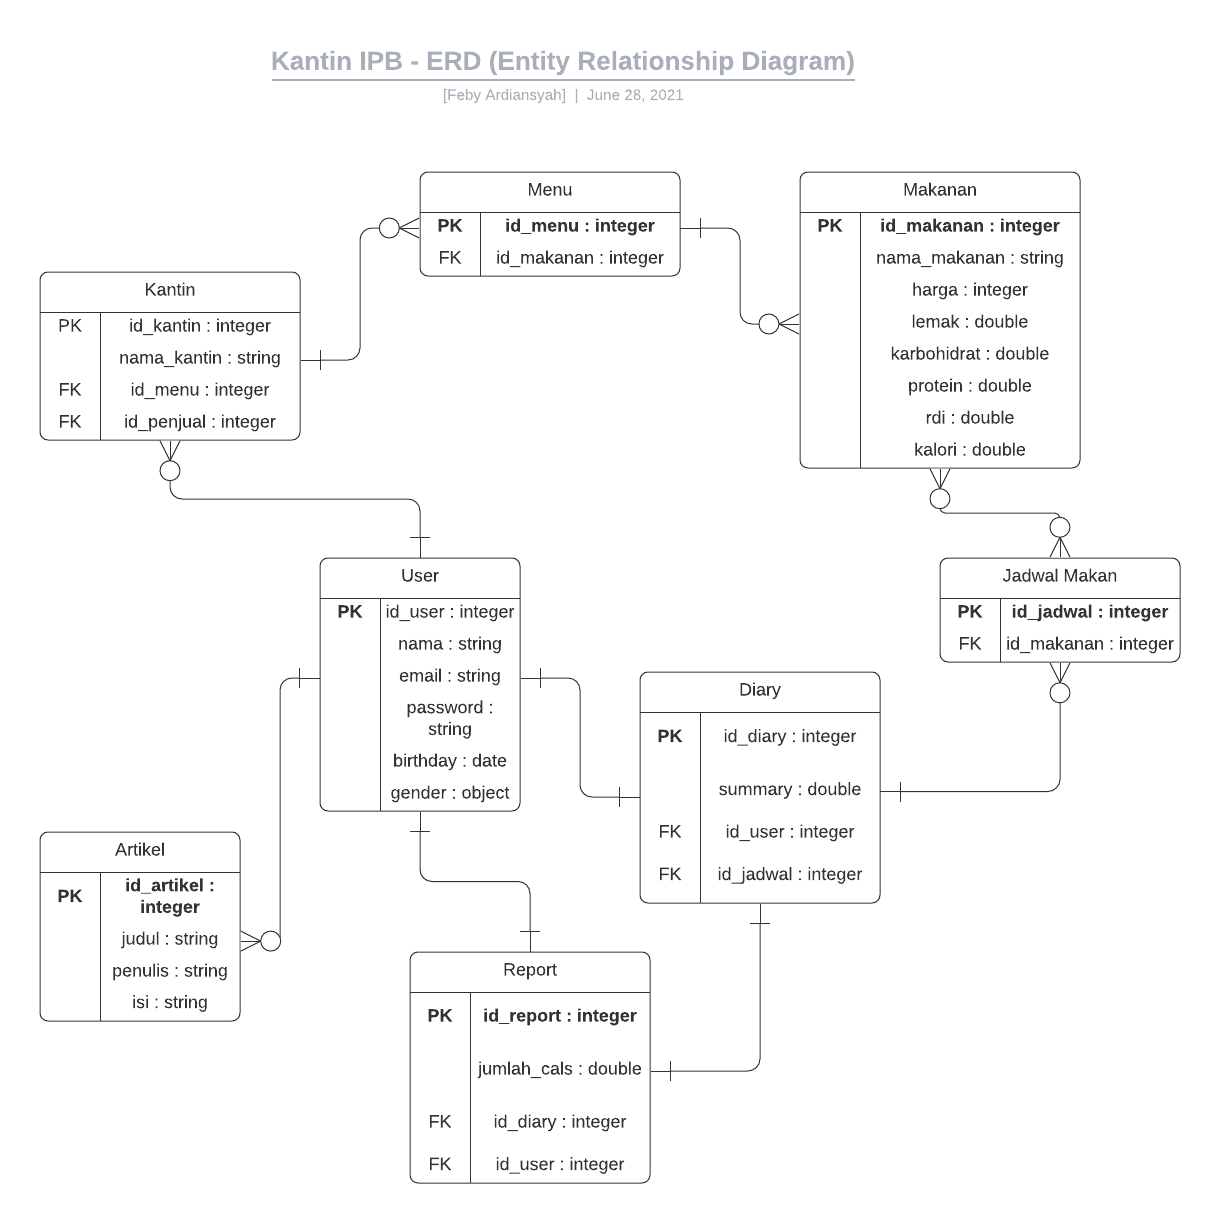 Kantin IPB - ERD (Entity Relationship Diagram)
[Feby Ardiansyah] | June 28, 2021
Menu
PK id_menu : integer
FK id_makanan : integer
Makanan
PK id_makanan : integer
nama_makanan : string
harga : integer
lemak : double
karbohidrat : double
protein : double
rdi : double
kalori : double
Kantin
PK id_kantin : integer
nama_kantin : string
FK id_menu : integer
FK id_penjual : integer
User
PK id_user : integer
nama : string
email : string
password :
string
birthday : date
gender : object
Jadwal Makan
PK id_jadwal : integer
FK id_makanan : integer
Diary
PK id_diary : integer
summary : double
FK id_user : integer
FK id_jadwal : integer
Artikel
PK id_artikel :
integer
judul : string
penulis : string
isi : string
Report
PK id_report : integer
jumlah_cals : double
FK id_diary : integer
FK id_user : integer